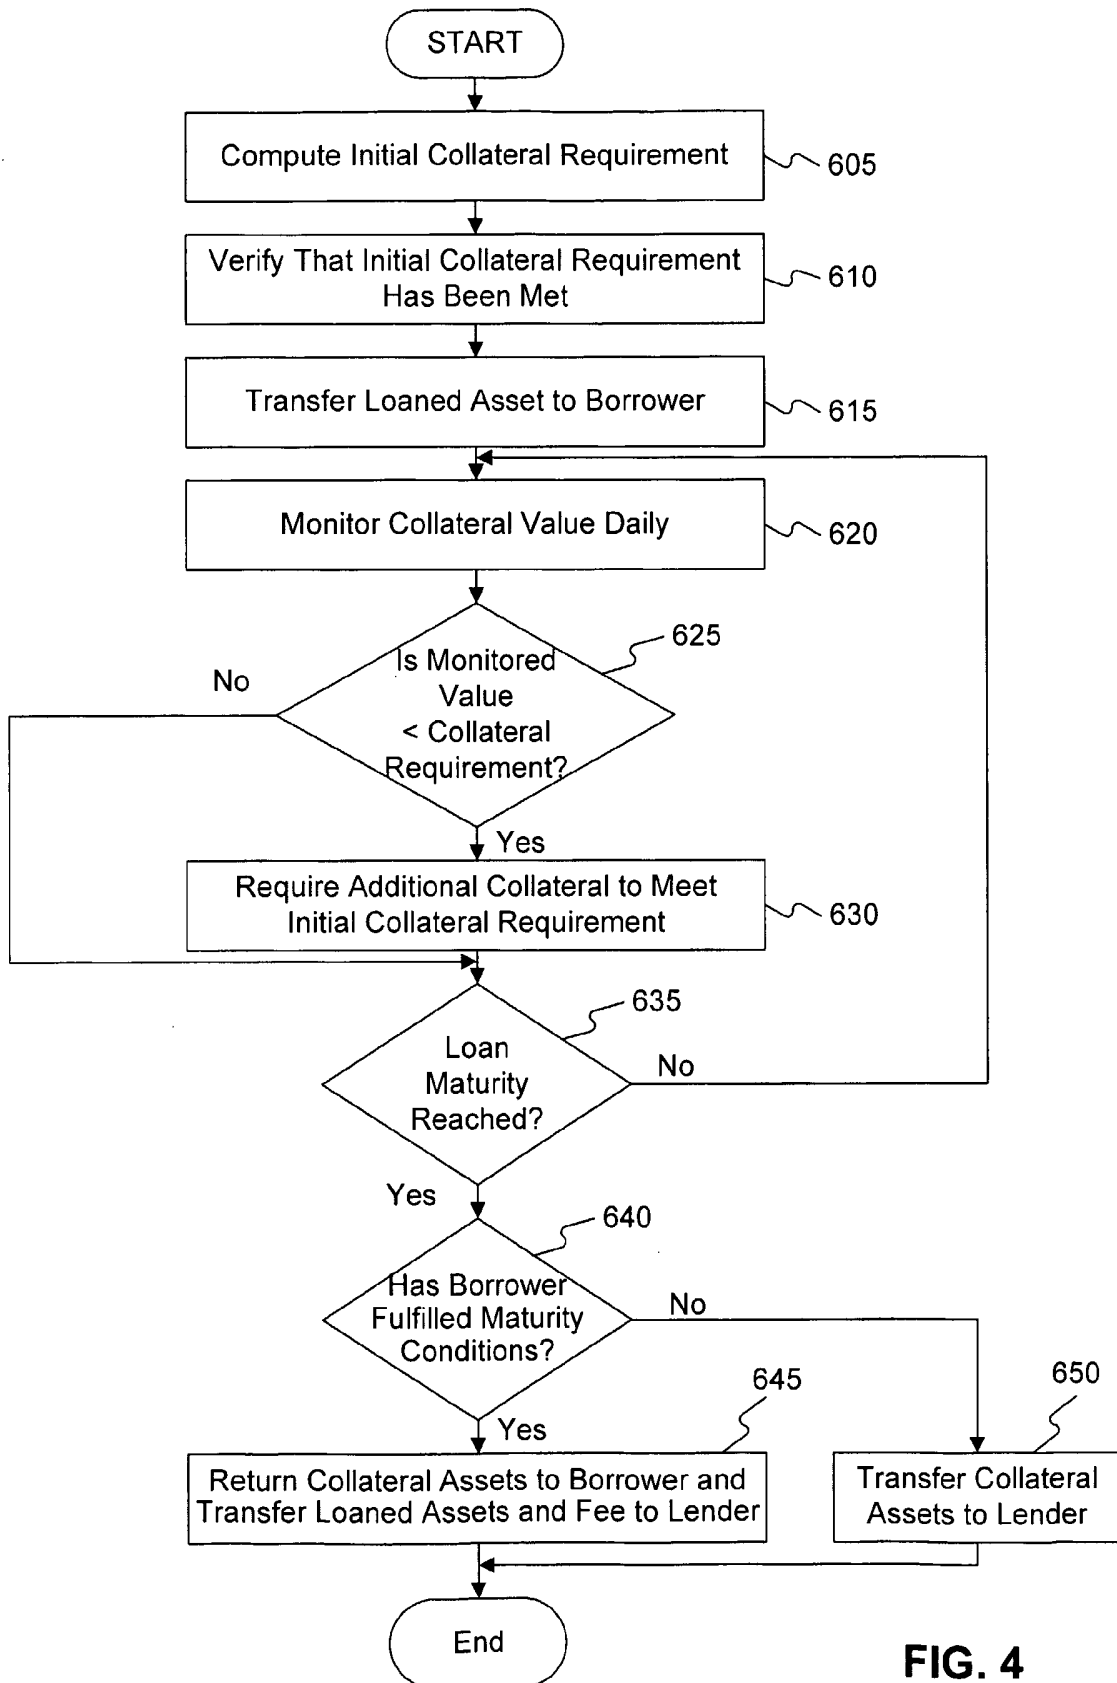 START
Compute Initial Collateral Requirement
605
Verify That Initial Collateral Requirement
Has Been Met
610
Transfer Loaned Asset to Borrower
615
Monitor Collateral Value Daily
620
625
Is Monitored
Value
< Collateral
Requirement?
No
Yes
Require Additional Collateral to Meet
Initial Collateral Requirement
630
635
Loan
Maturity
Reached?
No
Yes
640
Has Borrower
Fulfilled Maturity
Conditions?
No
Yes
645
Return Collateral Assets to Borrower and
Transfer Loaned Assets and Fee to Lender
650
Transfer Collateral
Assets to Lender
End
FIG. 4